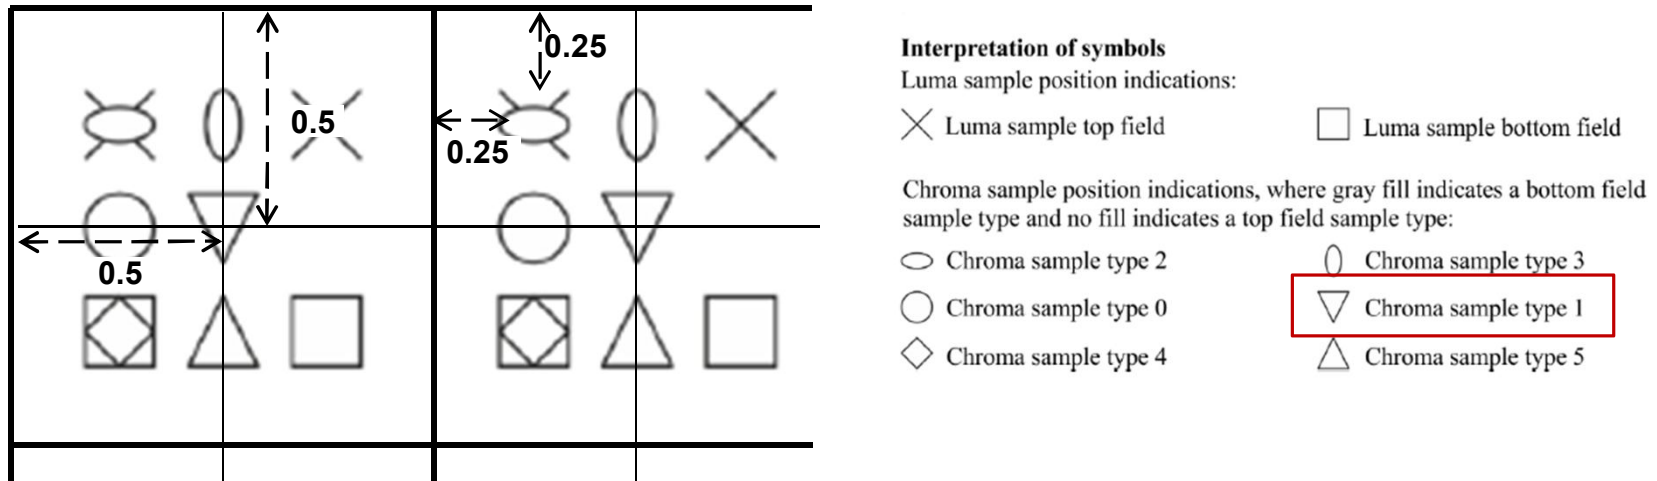 0.25
0.5
0.25
0.5
Interpretation of symbols
Luma sample position indications:
Luma sample top field
Luma sample bottom field
Chroma sample position indications, where gray fill indicates a bottom field
sample type and no fill indicates a top field sample type:
Chroma sample type 2
Chroma sample type 3
Chroma sample type 0
Chroma sample type 1
Chroma sample type 4
Chroma sample type 5